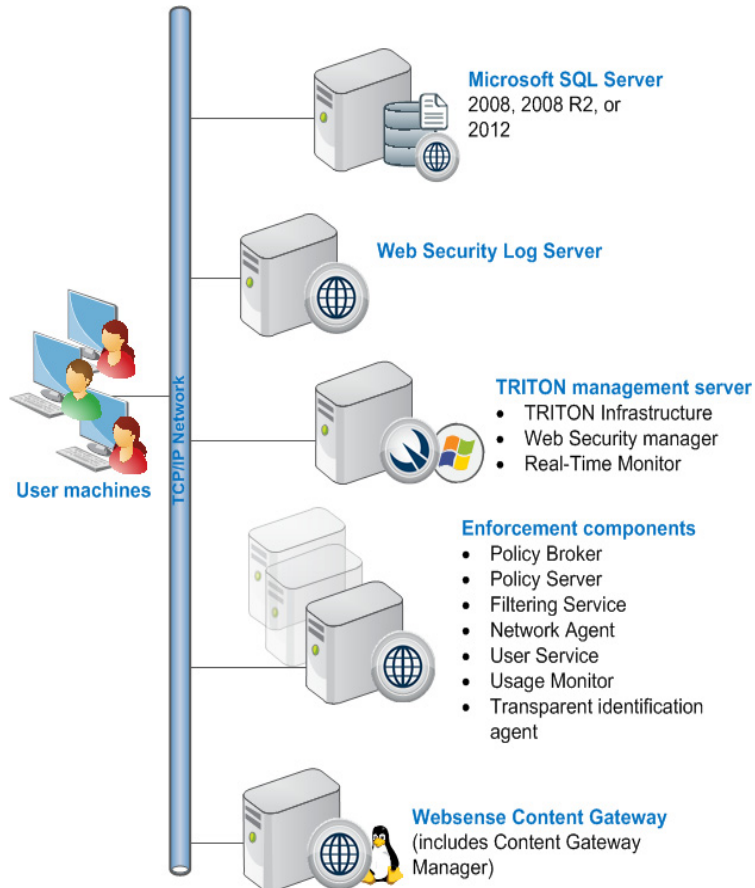 Microsoft SQL Server
2008, 2008 R2, or
2012
Web Security Log Server
TRITON management server
• TRITON Infrastructure
• Web Security manager
• Real-Time Monitor
User machines
TCP/IP Network
Enforcement components
• Policy Broker
• Policy Server
• Filtering Service
• Network Agent
• User Service
• Usage Monitor
• Transparent identification
agent
Websense Content Gateway
(includes Content Gateway
Manager)